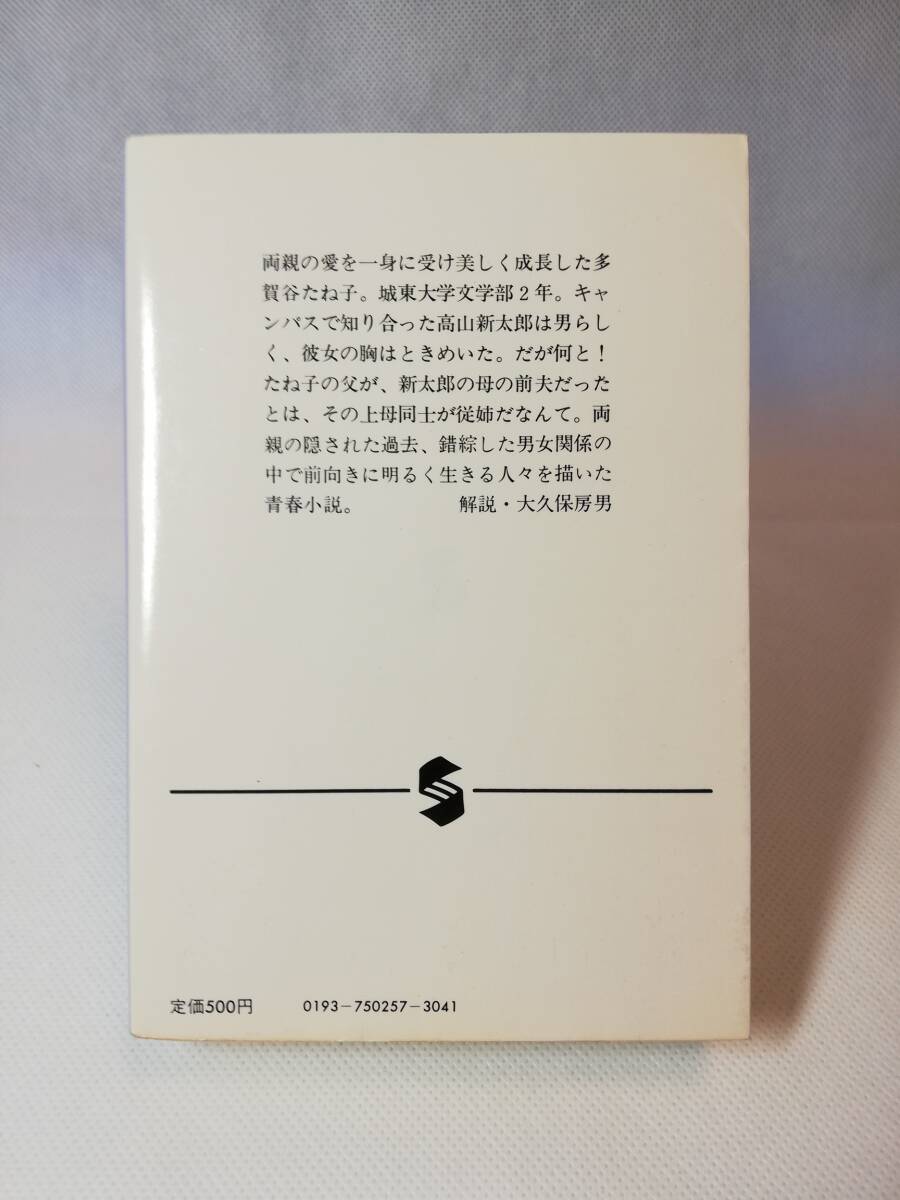 両親の愛を一身に受け美しく成長した多
賀谷たね子。城東大学文学部2年。キャ
ンパスで知り合った高山新太郎は男らし
く、彼女の胸はときめいた。だが何と！
たね子の父が、新太郎の母の前夫だった
とは、その上母同士が従姉だなんて。両
親の隠された過去、錯綜した男女関係の
中で前向きに明るく生きる人々を描いた
青春小説。 解説・大久保房男
定価500円 0193-750257-3041